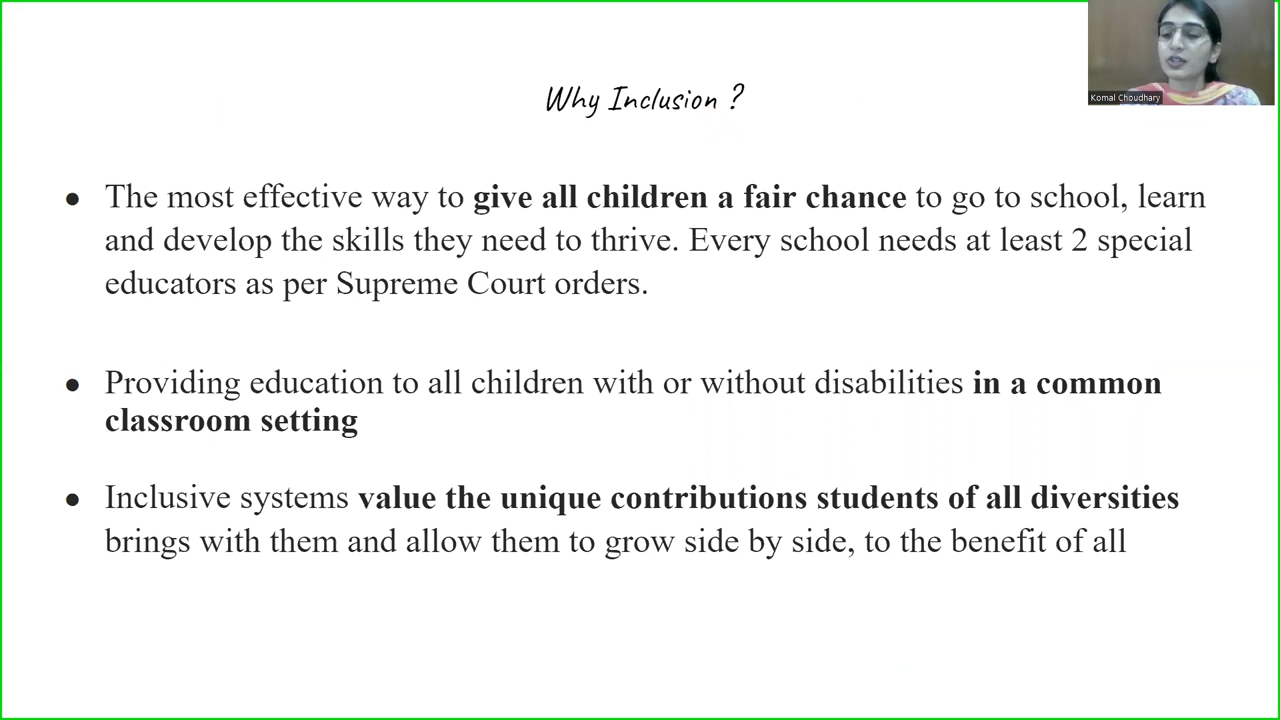 Why Inclusion ?
Komal Choudhary
● The most effective way to give all children a fair chance to go to school, learn
and develop the skills they need to thrive. Every school needs at least 2 special
educators as per Supreme Court orders.
● Providing education to all children with or without disabilities in a common
classroom setting
● Inclusive systems value the unique contributions students of all diversities
brings with them and allow them to grow side by side, to the benefit of all